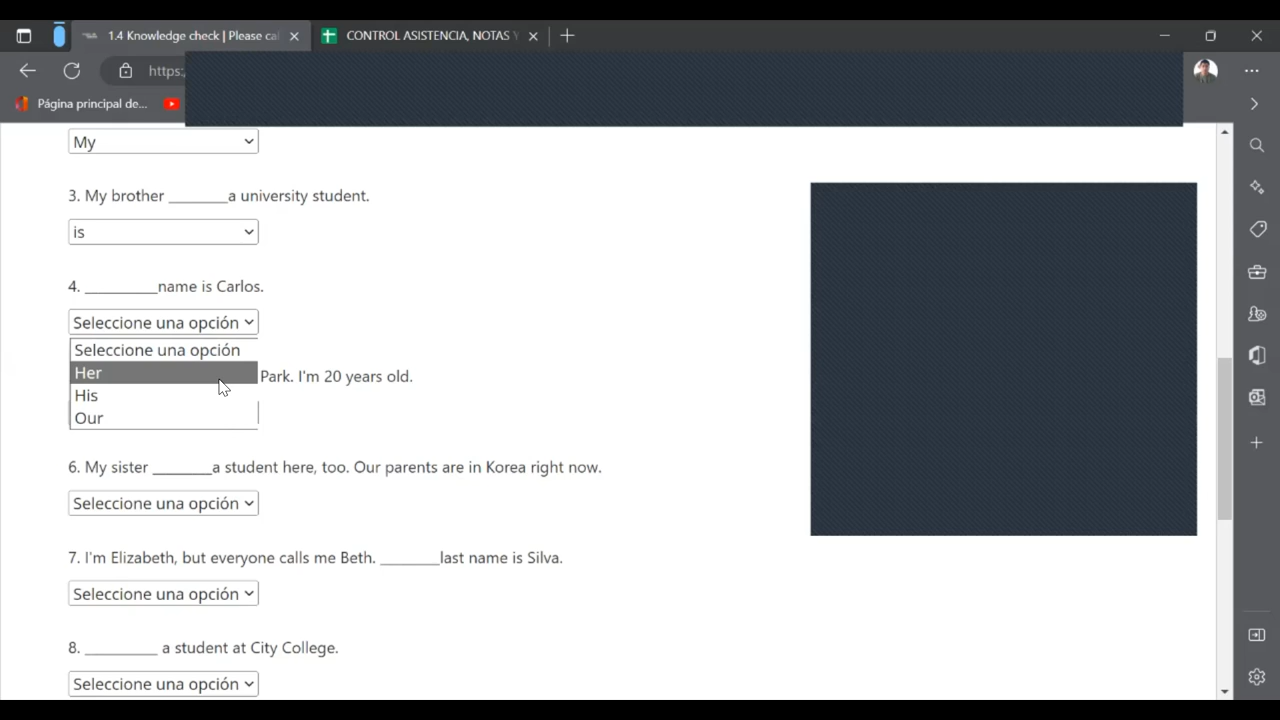 1.4 Knowledge check | Please cal
CONTROL ASISTENCIA, NOTAS Y
https:
Página principal de...
My
3. My brother ________a university student.
is
4. __________name is Carlos.
Seleccione una opción
Seleccione una opción
Her
His
Our
Park. I'm 20 years old.
6. My sister ________a student here, too. Our parents are in Korea right now.
Seleccione una opción
7. I'm Elizabeth, but everyone calls me Beth. ________last name is Silva.
Seleccione una opción
8. __________ a student at City College.
Seleccione una opción